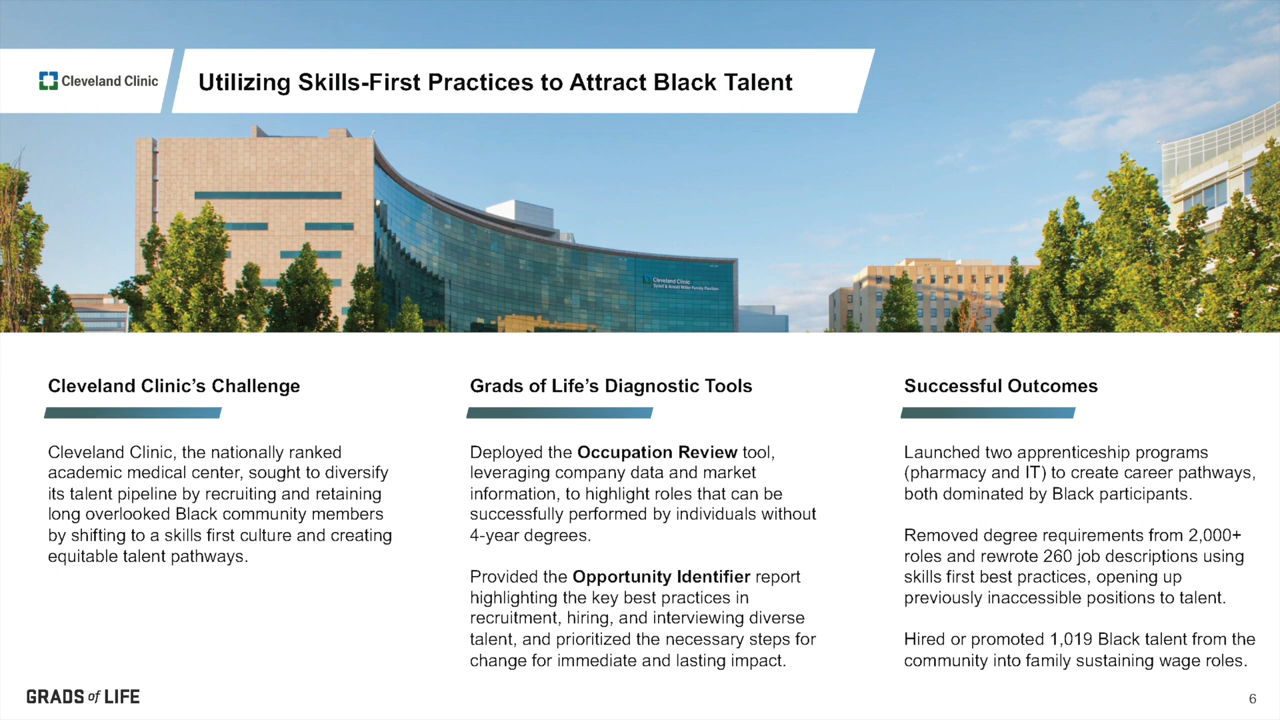 Cleveland Clinic
Utilizing Skills-First Practices to Attract Black Talent
Cleveland Clinic
Sydell & Arnold Miller Family Pavilion
Cleveland Clinic’s Challenge
Cleveland Clinic, the nationally ranked
academic medical center, sought to diversify
its talent pipeline by recruiting and retaining
long overlooked Black community members
by shifting to a skills first culture and creating
equitable talent pathways.
Grads of Life’s Diagnostic Tools
Deployed the Occupation Review tool,
leveraging company data and market
information, to highlight roles that can be
successfully performed by individuals without
4-year degrees.
Provided the Opportunity Identifier report
highlighting the key best practices in
recruitment, hiring, and interviewing diverse
talent, and prioritized the necessary steps for
change for immediate and lasting impact.
Successful Outcomes
Launched two apprenticeship programs
(pharmacy and IT) to create career pathways,
both dominated by Black participants.
Removed degree requirements from 2,000+
roles and rewrote 260 job descriptions using
skills first best practices, opening up
previously inaccessible positions to talent.
Hired or promoted 1,019 Black talent from the
community into family sustaining wage roles.
GRADS of LIFE
6